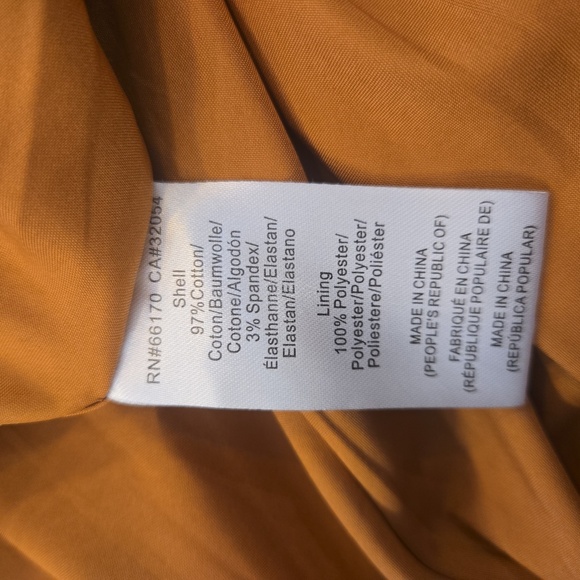 RN#66170 CA#32054
Shell
97%Cotton/
Coton/Baumwolle/
Cotone/Algodón
3% Spandex/
Élasthanne/Elastan/
Elastan/Elastano
Lining
100% Polyester/
Polyester/Polyester/
Poliestere/Poliéster
MADE IN CHINA
(PEOPLE'S REPUBLIC OF)
FABRIQUÉ EN CHINA
(RÉPUBLIQUE POPULAIRE DE)
MADE IN CHINA
(REPÚBLICA POPULAR)